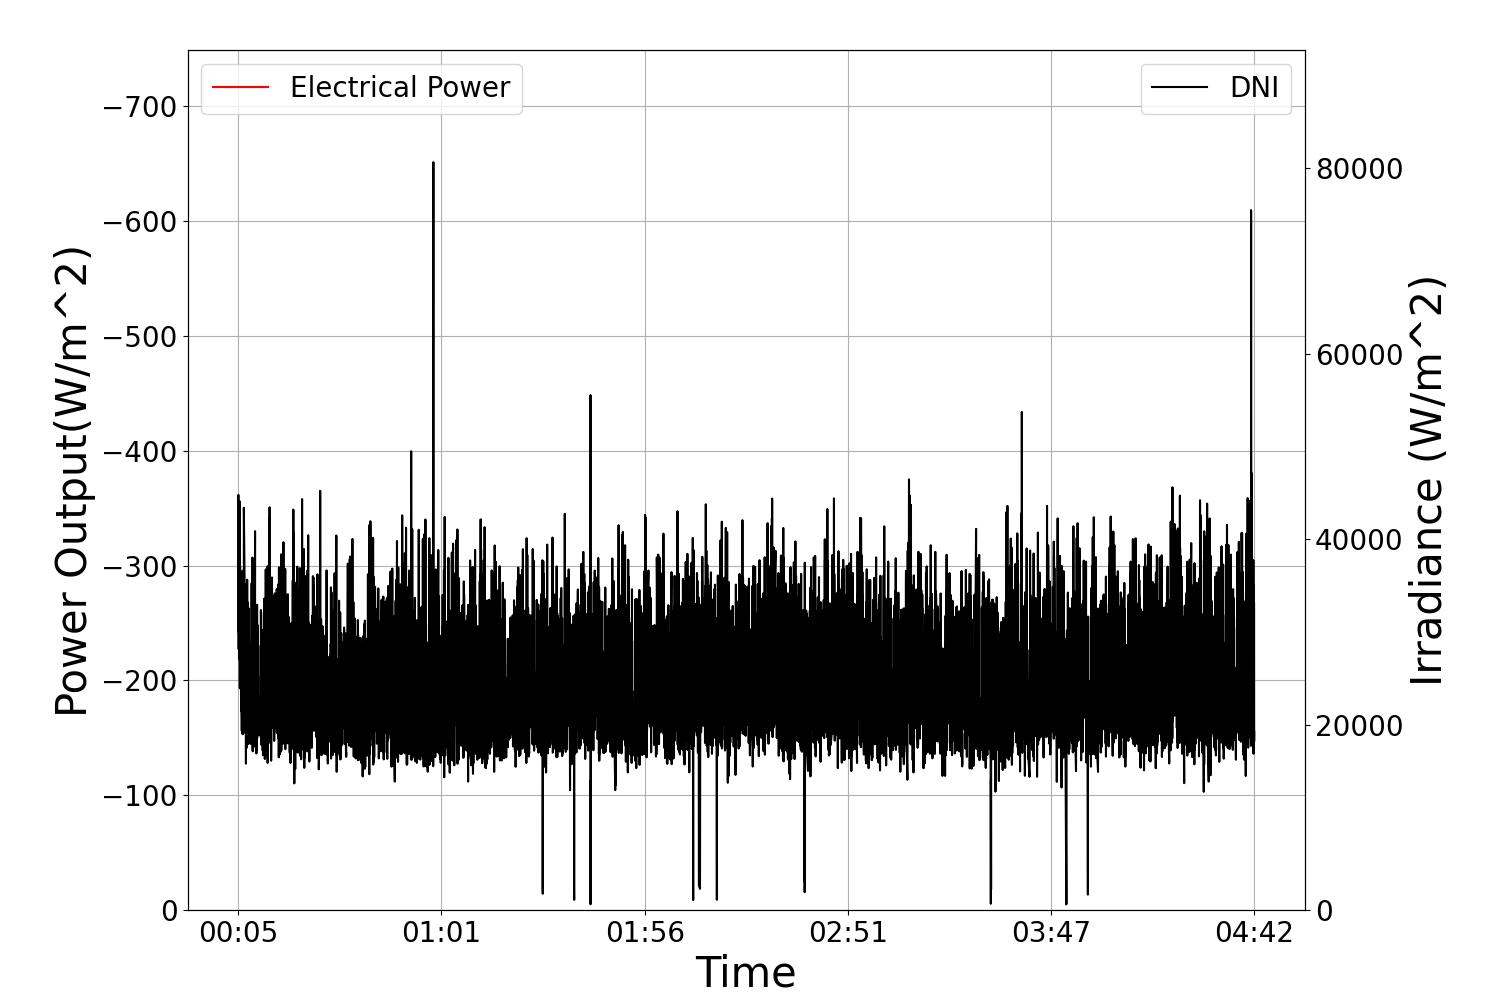 Electrical Power
DNI
−700
−600
−500
−400
−300
−200
−100
0
80000
60000
40000
20000
0
Power Output(W/m^2)
Irradiance (W/m^2)
00:05 01:01 01:56 02:51 03:47 04:42
Time